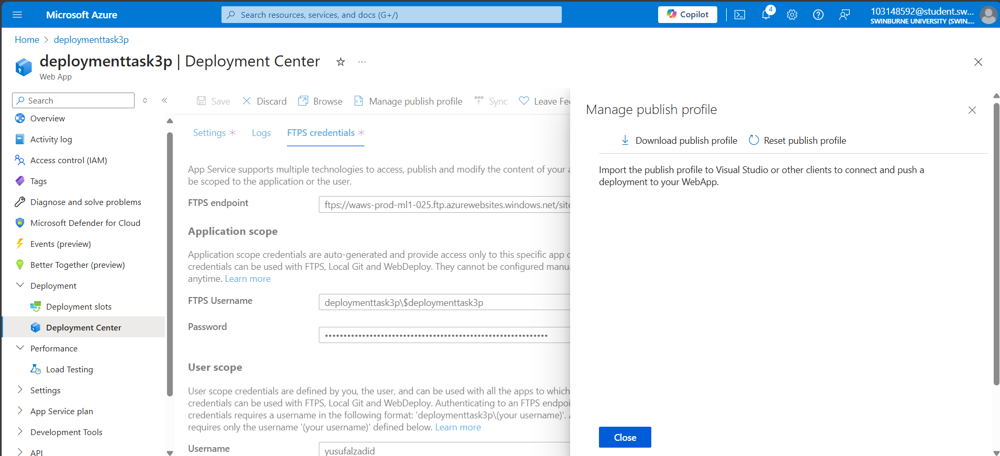 Microsoft Azure
Search resources, services, and docs (G+/)
Copilot
4
103148592@student.sw...
SWINBURNE UNIVERSITY (SWIN....
Home > deploymenttask3p
deploymenttask3p | Deployment Center
Web App
Search
Overview
Activity log
Access control (IAM)
Tags
Diagnose and solve problems
Microsoft Defender for Cloud
Events (preview)
Better Together (preview)
Deployment
Deployment slots
Deployment Center
Performance
Load Testing
Settings
App Service plan
Development Tools
API
Save
Discard
Browse
Manage publish profile
Sync
Leave Fe
Settings *
Logs
FTPS credentials *
App Service supports multiple technologies to access, publish and modify the content of your a
be scoped to the application or the user.
FTPS endpoint
ftps://waws-prod-ml1-025.ftp.azurewebsites.windows.net/site
Application scope
Application scope credentials are auto-generated and provide access only to this specific app o
credentials can be used with FTPS, Local Git and WebDeploy. They cannot be configured manua
anytime. Learn more
FTPS Username
deploymenttask3p\$deploymenttask3p
Password
User scope
User scope credentials are defined by you, the user, and can be used with all the apps to which
credentials can be used with FTPS, Local Git and WebDeploy. Authenticating to an FTPS endpoi
credentials requires a username in the following format: 'deploymenttask3p\(your username)'. A
requires only the username '(your username)' defined below. Learn more
Username
yusufalzadid
Manage publish profile
Download publish profile
Reset publish profile
Import the publish profile to Visual Studio or other clients to connect and push a
deployment to your WebApp.
Close